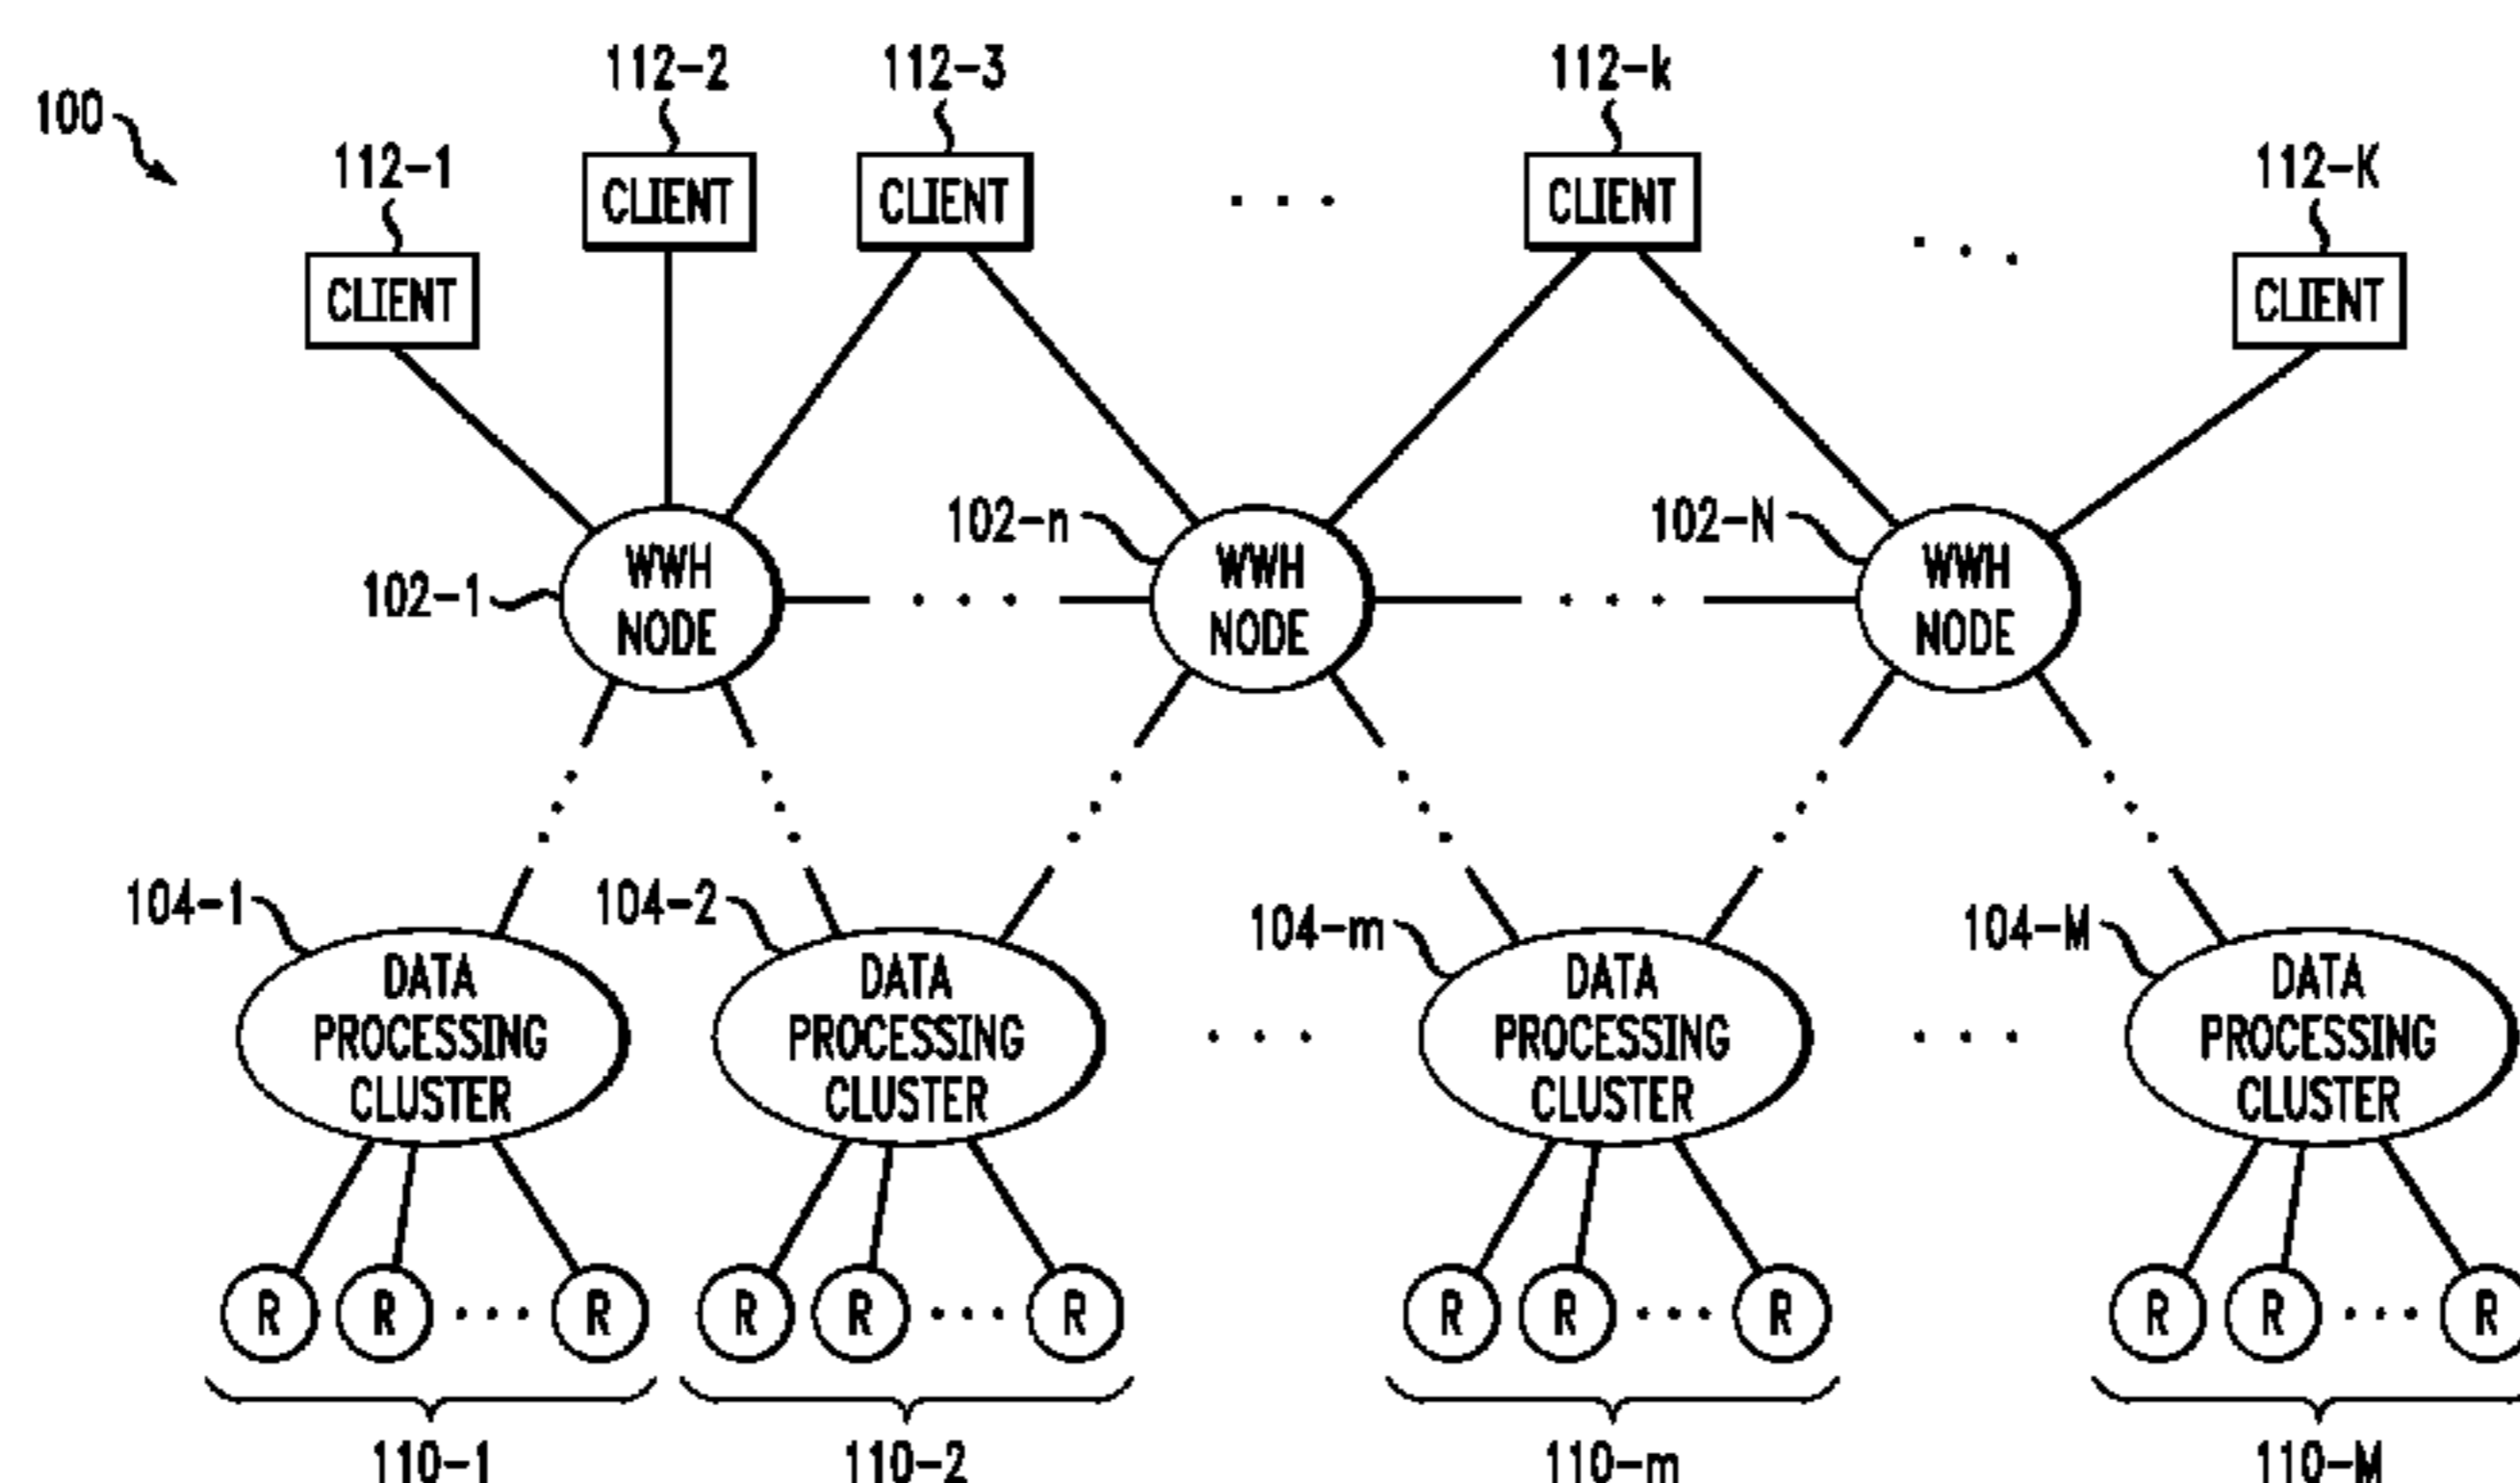 100
112-1
112-2
112-3
112-k
112-K
CLIENT
CLIENT
CLIENT
. . .
CLIENT
. . .
CLIENT
102-1
WWH
NODE
. . .
102-n
WWH
NODE
. . .
102-N
WWH
NODE
104-1
DATA
PROCESSING
CLUSTER
104-2
DATA
PROCESSING
CLUSTER
. . .
104-m
DATA
PROCESSING
CLUSTER
. . .
104-M
DATA
PROCESSING
CLUSTER
R R . . . R
R R . . . R
R R . . . R
R R . . . R
110-1
110-2
110-m
110-M